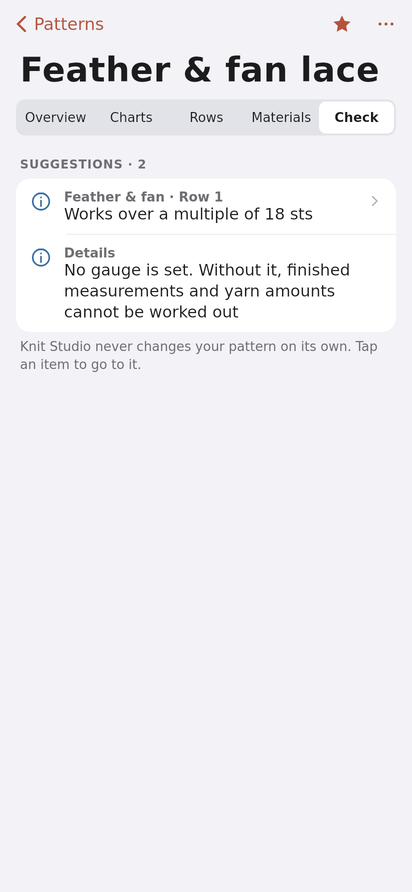 Patterns
Feather & fan lace
Overview Charts Rows Materials Check
SUGGESTIONS · 2
Feather & fan · Row 1
Works over a multiple of 18 sts
Details
No gauge is set. Without it, finished
measurements and yarn amounts
cannot be worked out
Knit Studio never changes your pattern on its own. Tap
an item to go to it.